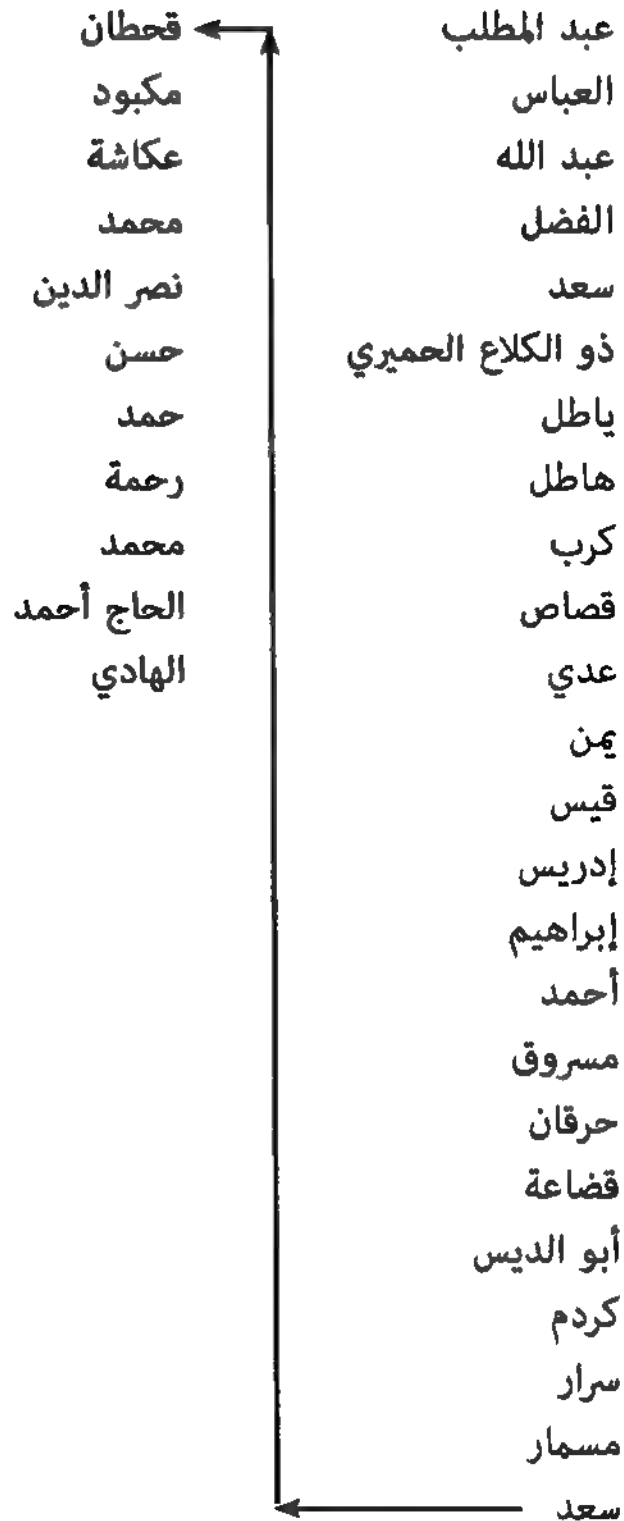 عبد المطلب
العباس
عبد الله
الفضل
سعد
ذو الكلاع الحميري
ياطل
هاطل
كرب
قصاص
عدي
يمن
قيس
إدريس
إبراهيم
أحمد
مسروق
حرقان
قضاعة
أبو الديس
كردم
سرار
مسمار
سعد
قحطان
مكبود
عكاشة
محمد
نصر الدين
حسن
حمد
رحمة
محمد
الحاج أحمد
الهادي